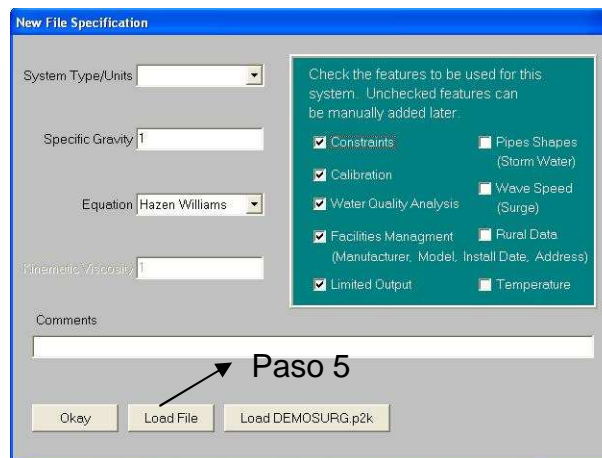 New File Specification
System Type/Units
Specific Gravity 1
Equation Hazen Williams
Kinematic Viscosity 1
Check the features to be used for this
system. Unchecked features can
be manually added later.
Constraints
Pipes Shapes
(Storm Water)
Calibration
Wave Speed
(Surge)
Water Quality Analysis
Facilities Managment
Rural Data
(Manufacturer, Model, Install Date, Address)
Limited Output
Temperature
Comments
Paso 5
Okay
Load File
Load DEMOSURG.p2k